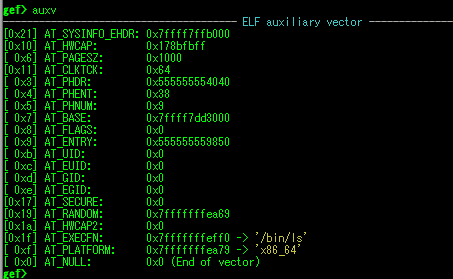 gef> auxv
ELF auxiliary vector
[0x21] AT_SYSINFO_EHDR: 0x7ffff7ffb000
[0x10] AT_HWCAP: 0x178bfbff
[ 0x6] AT_PAGESZ: 0x1000
[0x11] AT_CLKTCK: 0x64
[ 0x3] AT_PHDR: 0x555555554040
[ 0x4] AT_PHENT: 0x38
[ 0x5] AT_PHNUM: 0x9
[ 0x7] AT_BASE: 0x7ffff7dd3000
[ 0x8] AT_FLAGS: 0x0
[ 0x9] AT_ENTRY: 0x555555559850
[ 0xb] AT_UID: 0x0
[ 0xc] AT_EUID: 0x0
[ 0xd] AT_GID: 0x0
[ 0xe] AT_EGID: 0x0
[0x17] AT_SECURE: 0x0
[0x19] AT_RANDOM: 0x7fffffffea69
[0x1a] AT_HWCAP2: 0x0
[0x1f] AT_EXECFN: 0x7fffffffeff0 -> '/bin/ls'
[ 0xf] AT_PLATFORM: 0x7fffffffea79 -> 'x86_64'
[ 0x0] AT_NULL: 0x0 (End of vector)
gef>